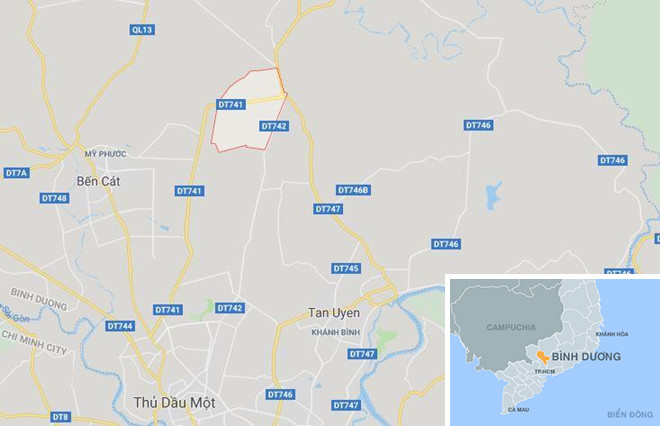 QL13
DT742
DT741
DT742
DT746
DT746
MỸ PHƯỚC
DT7A
Bến Cát
DT748
DT741
DT746B
DT747
DT746
DT745
DT746
BINH DUONG
DT741
DT742
Tan Uyen
KHÁNH BÌNH
DT744
CHI MINH CITY
DT747
DT746
DT747
Thủ Dầu Một
DT8
CAMPUCHIA
KHÁNH HÒA
BÌNH DƯƠNG
TP.HCM
CÀ MAU
BIỂN ĐÔNG